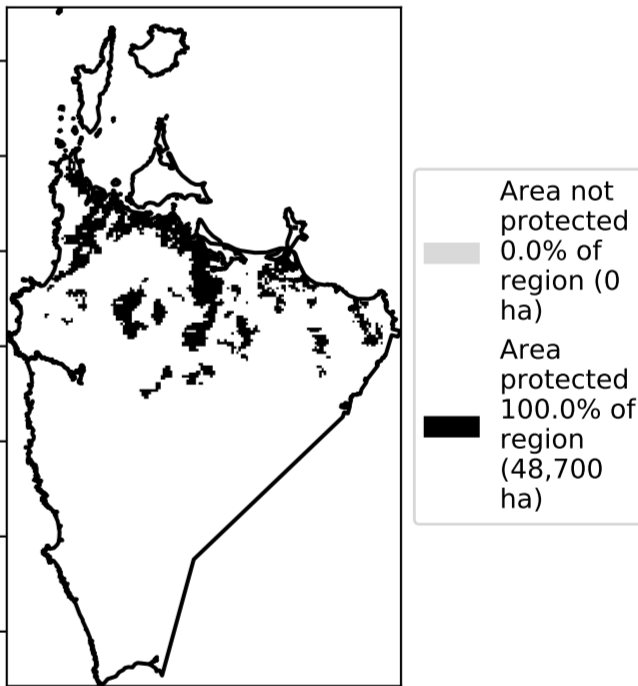 Area not
protected
0.0% of
region (0
ha)
Area
protected
100.0% of
region
(48,700
ha)